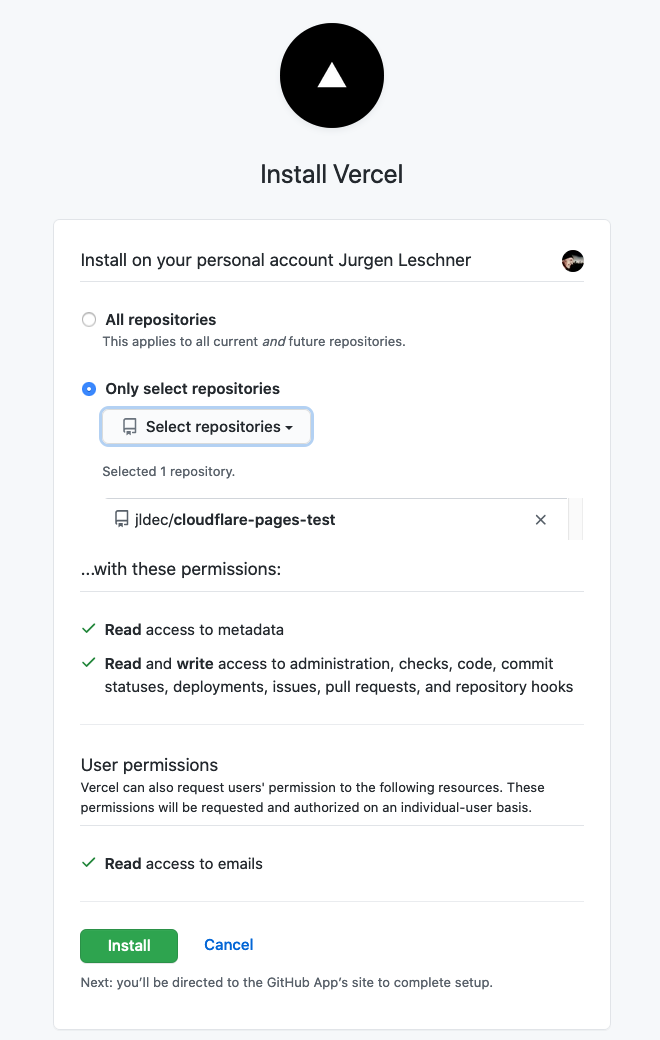 Install Vercel
Install on your personal account Jurgen Leschner
All repositories
This applies to all current and future repositories.
Only select repositories
Select repositories
Selected 1 repository.
jldec/cloudflare-pages-test
...with these permissions:
Read access to metadata
Read and write access to administration, checks, code, commit
statuses, deployments, issues, pull requests, and repository hooks
User permissions
Vercel can also request users' permission to the following resources. These
permissions will be requested and authorized on an individual-user basis.
Read access to emails
Install Cancel
Next: you’ll be directed to the GitHub App’s site to complete setup.